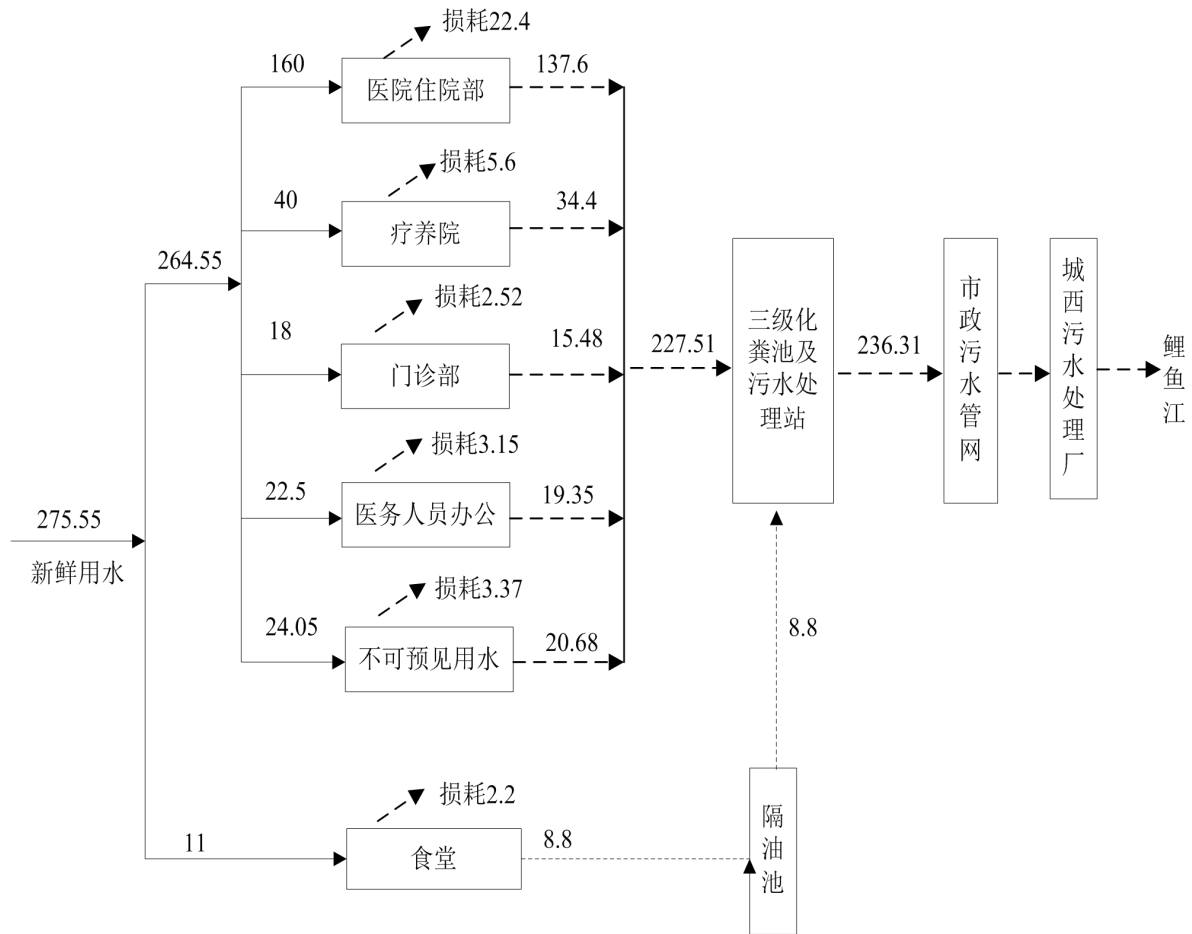 损耗22.4
160
医院住院部
137.6
损耗5.6
40
疗养院
34.4
264.55
损耗2.52
18
门诊部
15.48
227.51
三级化
粪池及
污水处
理站
236.31
市政污水管网
城西污水处理厂
鲤鱼江
损耗3.15
22.5
医务人员办公
19.35
275.55
新鲜用水
损耗3.37
24.05
不可预见用水
20.68
8.8
损耗2.2
11
食堂
8.8
隔油池